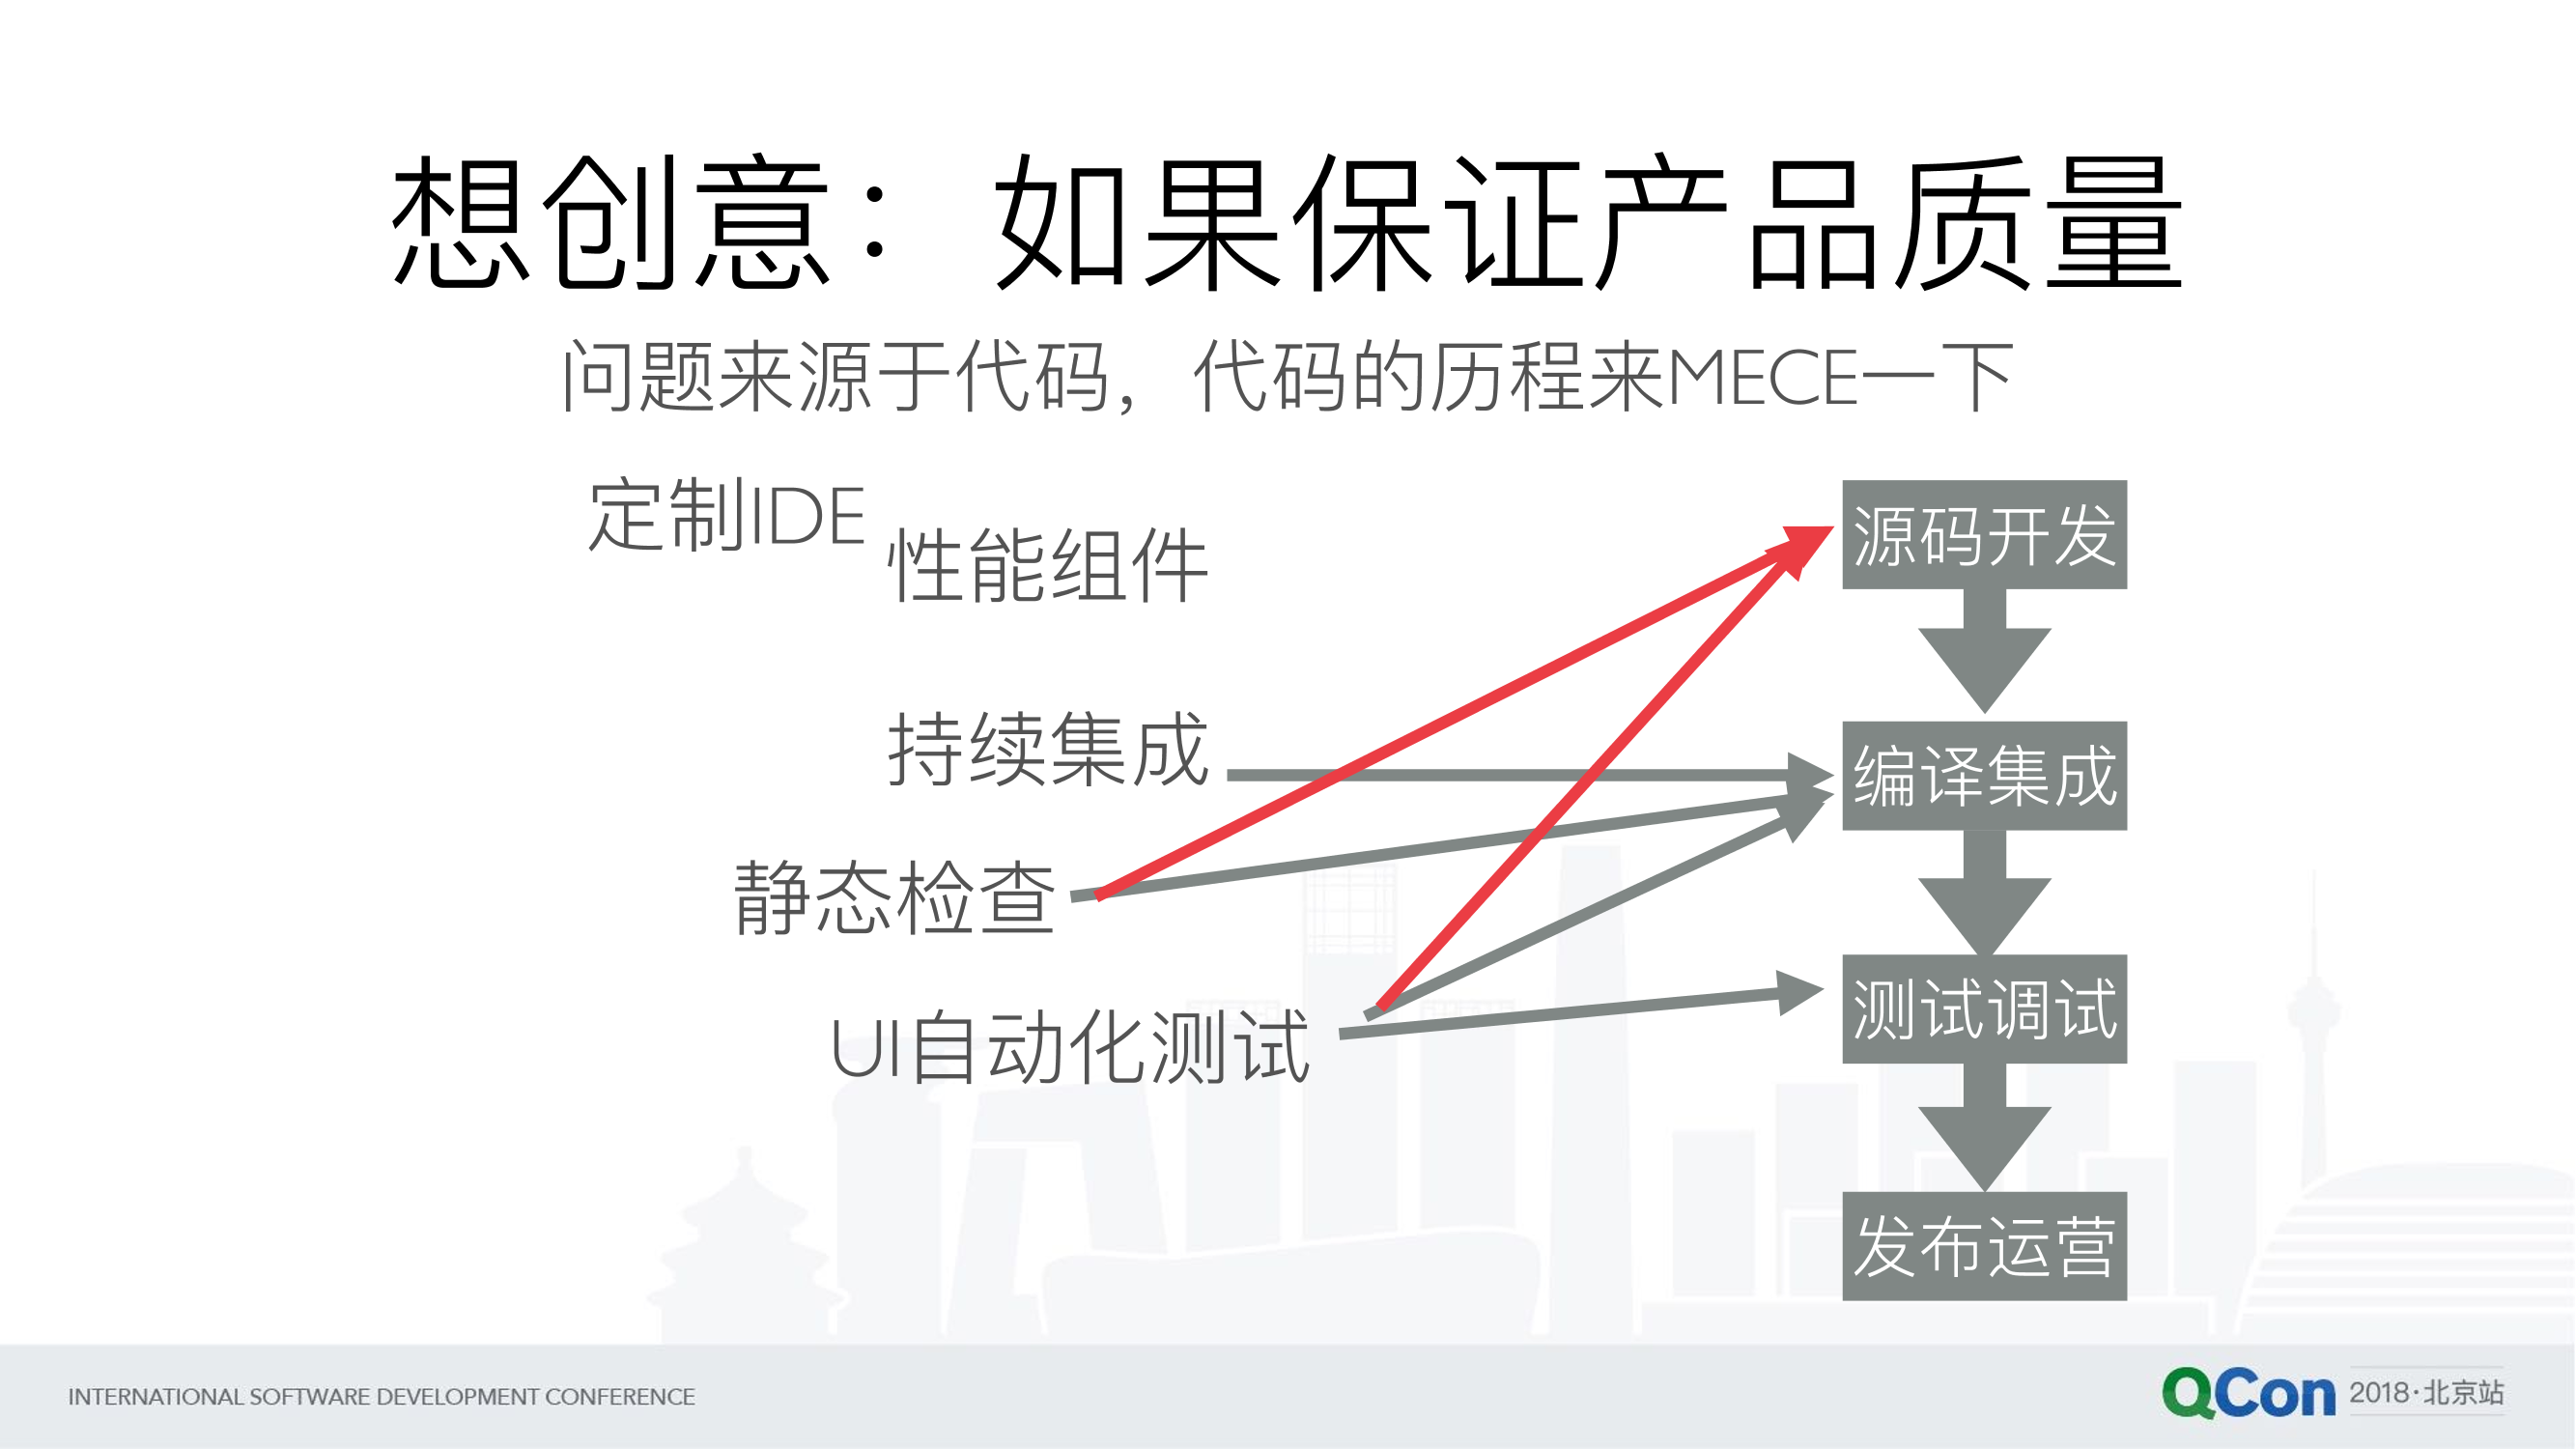 想创意：如果保证产品质量
问题来源于代码，代码的历程来MECE一下
定制IDE
性能组件
持续集成
静态检查
UI自动化测试
源码开发
编译集成
测试调试
发布运营
INTERNATIONAL SOFTWARE DEVELOPMENT CONFERENCE
QCon 2018·北京站